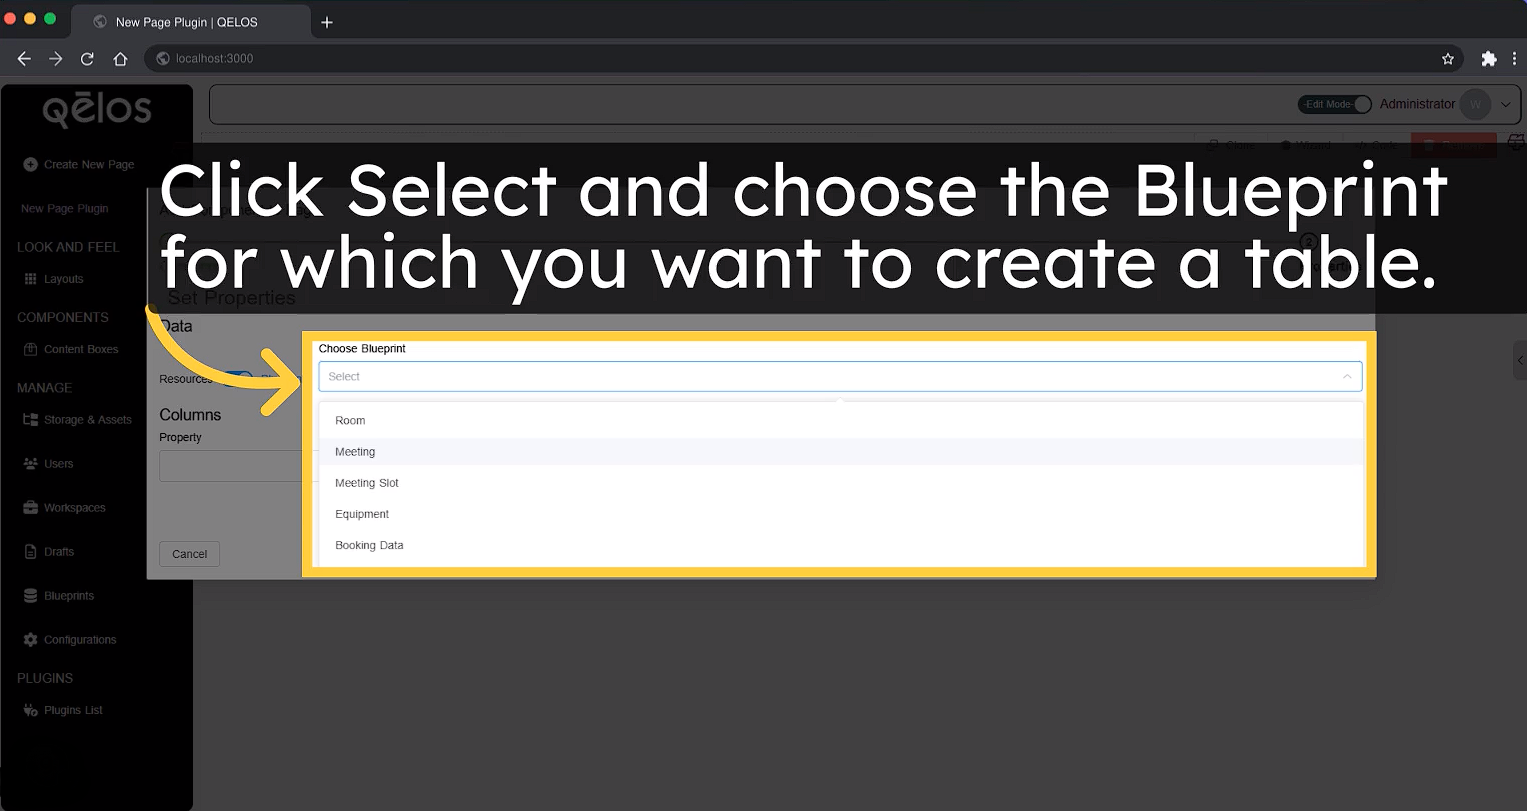 New Page Plugin | QELOS
localhost:3000
qēlos
-Edit Mode-
Administrator
W
Create New Page
New Page Plugin
Click Select and choose the Blueprint
for which you want to create a table.
LOOK AND FEEL
Layouts
2
Set Properties
COMPONENTS
Data
Content Boxes
Choose Blueprint
Resources
Select
MANAGE
Columns
Storage & Assets
Room
Property
Meeting
Users
Meeting Slot
Workspaces
Equipment
Drafts
Cancel
Booking Data
Blueprints
Configurations
PLUGINS
Plugins List